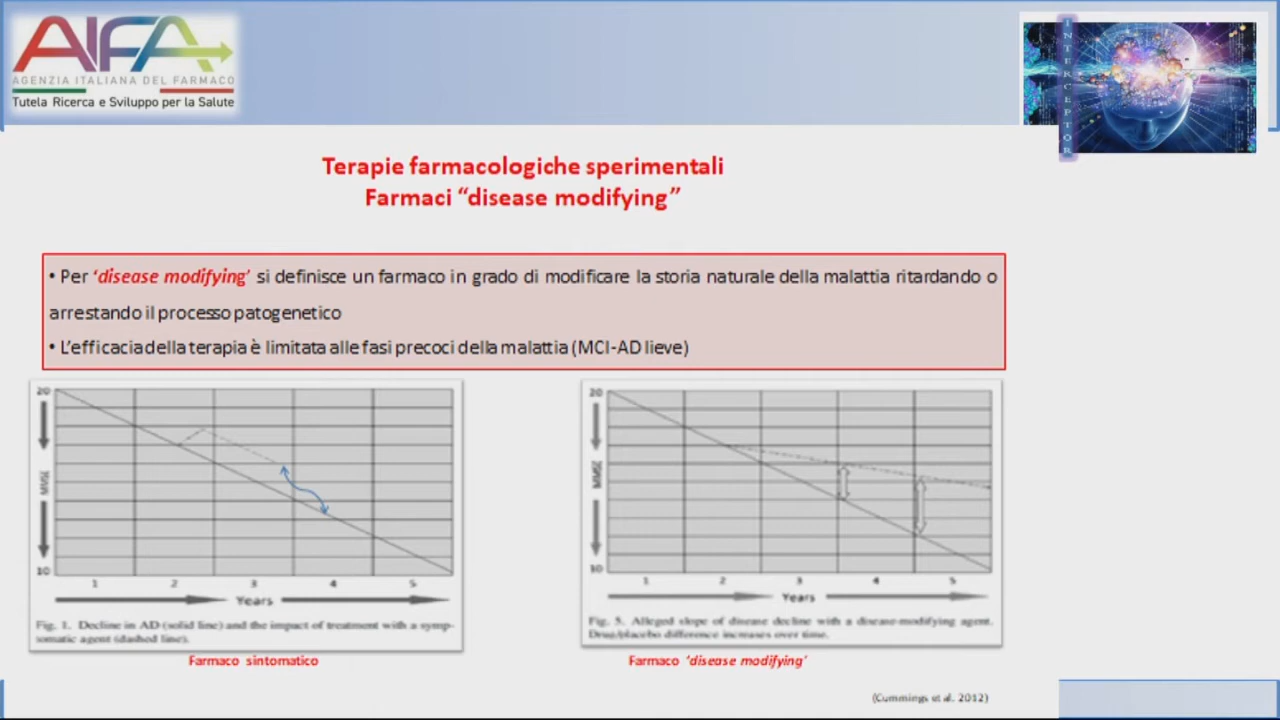 AIFA
AGENZIA ITALIANA DEL FARMACO
Tutela Ricerca e Sviluppo per la Salute
INTERCEPTOR
Terapie farmacologiche sperimentali
Farmaci “disease modifying”
• Per ‘disease modifying’ si definisce un farmaco in grado di modificare la storia naturale della malattia ritardando o
arrestando il processo patogenetico
• L’efficacia della terapia è limitata alle fasi precoci della malattia (MCI-AD lieve)
20
MMSE
10
1 2 3 4 5
Years
Fig. 1. Decline in AD (solid line) and the impact of treatment with a symp-
tomatic agent (dashed line).
Farmaco sintomatico
20
MMSE
10
1 2 3 4 5
Years
Fig. 5. Alleged slope of disease decline with a disease-modifying agent.
Drug/placebo difference increases over time.
Farmaco ‘disease modifying’
(Cummings et al. 2012)